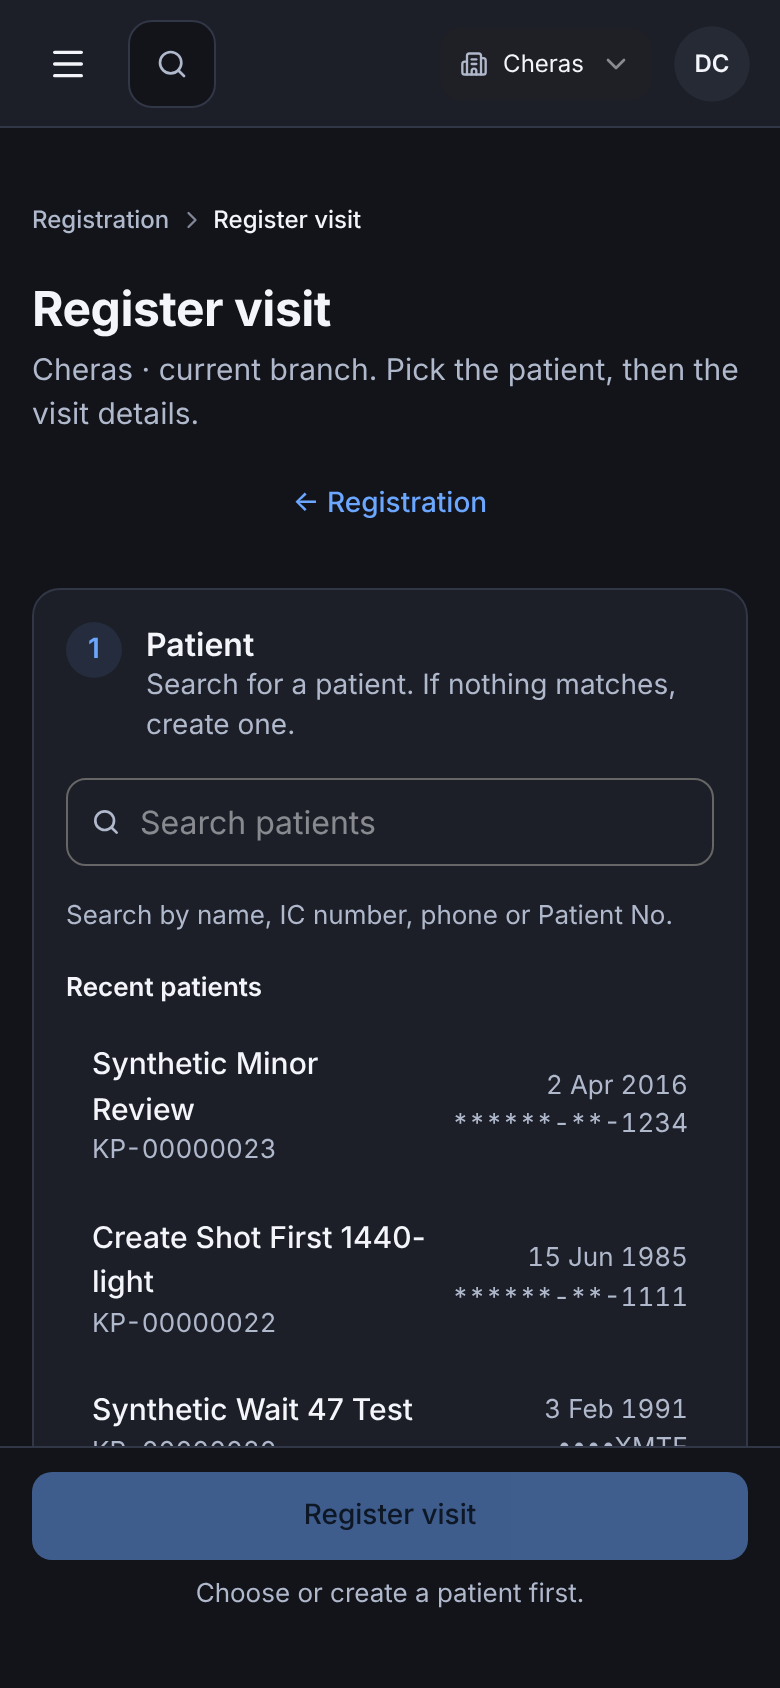 Cheras
DC
Registration > Register visit
Register visit
Cheras · current branch. Pick the patient, then the
visit details.
← Registration
1
Patient
Search for a patient. If nothing matches,
create one.
Search patients
Search by name, IC number, phone or Patient No.
Recent patients
Synthetic Minor
Review
KP-00000023
2 Apr 2016
******-**-1234
Create Shot First 1440-
light
KP-00000022
15 Jun 1985
******-**-1111
Synthetic Wait 47 Test
3 Feb 1991
Register visit
Choose or create a patient first.